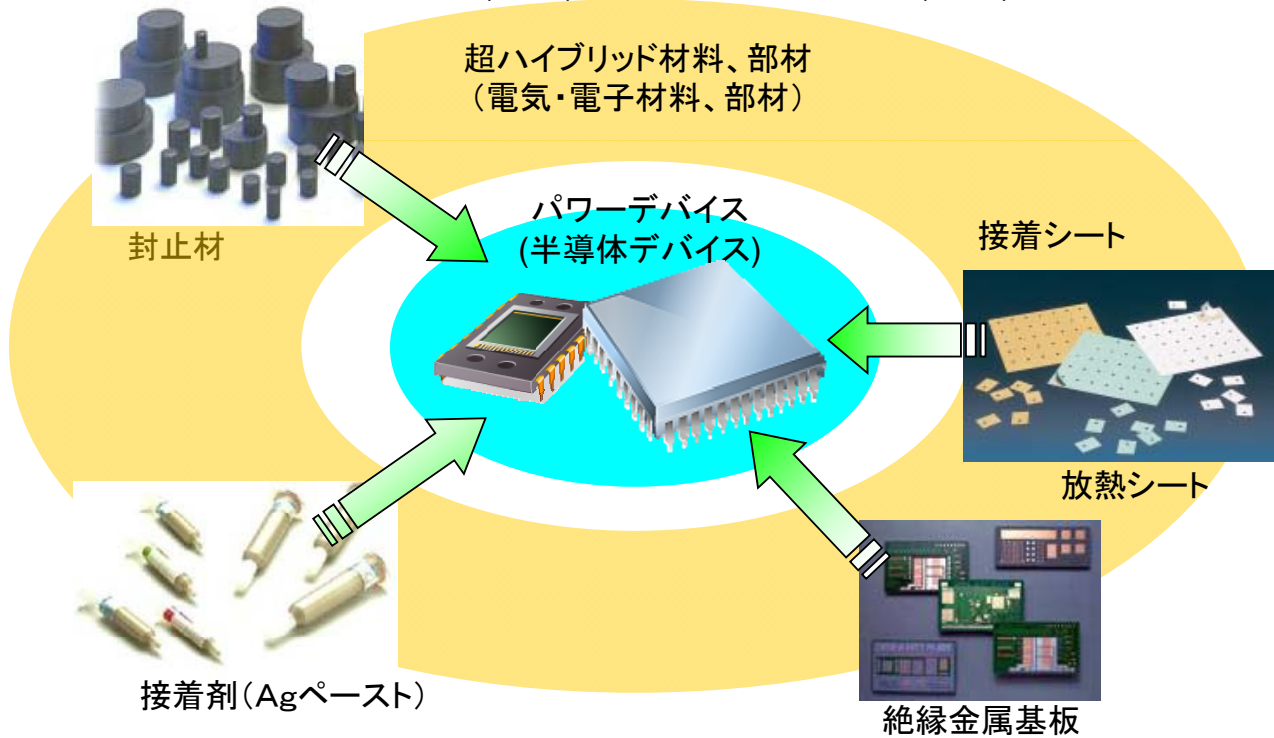 超ハイブリッド材料、部材
（電気・電子材料、部材）
パワーデバイス
(半導体デバイス)
封止材
接着シート
放熱シート
接着剤（Agペースト）
絶縁金属基板